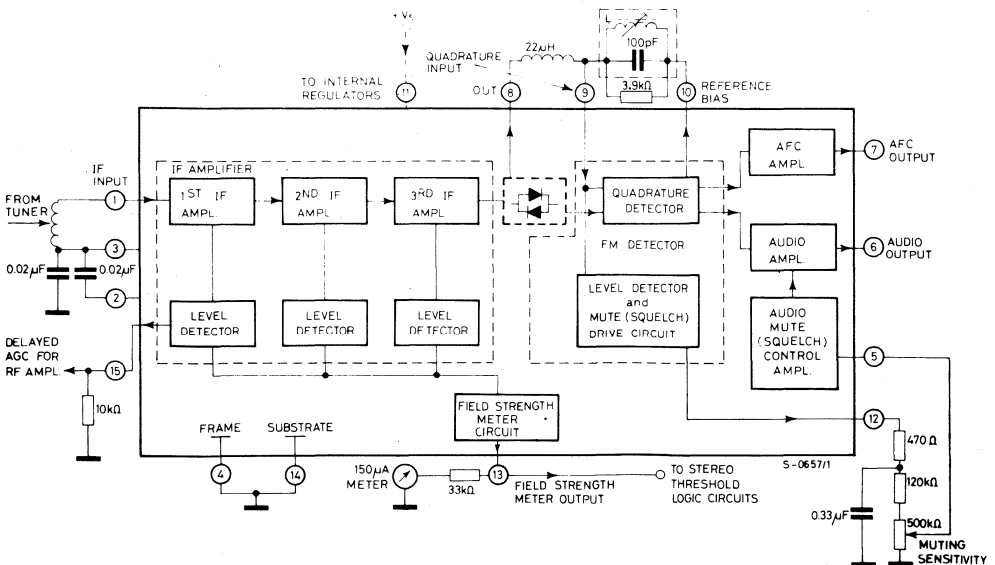 + Vs
L
100pF
22µH
QUADRATURE
INPUT
3.9kΩ
TO INTERNAL
REGULATORS
11
OUT
8
9
10
REFERENCE
BIAS
IF
INPUT
FROM
TUNER
1
3
2
0.02µF
0.02µF
IF AMPLIFIER
1ST IF
AMPL.
2ND IF
AMPL.
3RD IF
AMPL
QUADRATURE
DETECTOR
FM DETECTOR
AFC
AMPL.
7
AFC
OUTPUT
AUDIO
AMPL.
6
AUDIO
OUTPUT
LEVEL
DETECTOR
LEVEL
DETECTOR
LEVEL
DETECTOR
LEVEL DETECTOR
and
MUTE (SQUELCH)
DRIVE CIRCUIT
AUDIO
MUTE
(SQUELCH)
CONTROL
AMPL.
5
DELAYED
AGC FOR
RF AMPL.
15
10kΩ
FIELD STRENGTH
METER
CIRCUIT
12
FRAME
SUBSTRATE
4
14
S-0657/1
150µA
METER
33kΩ
13
FIELD STRENGTH
METER OUTPUT
TO STEREO
THRESHOLD
LOGIC CIRCUITS
470 Ω
120kΩ
0.33µF
500kΩ
MUTING
SENSITIVITY